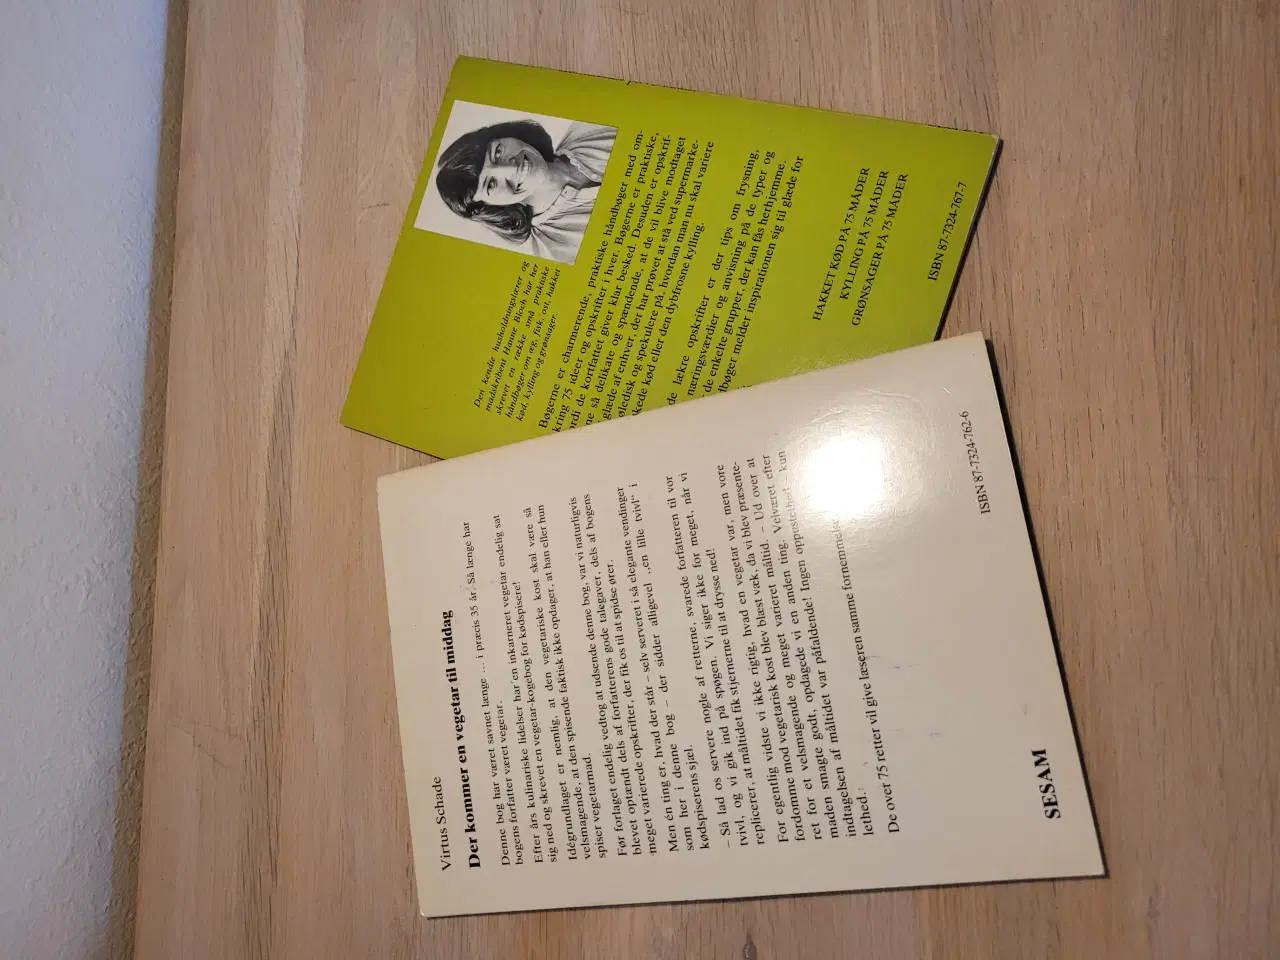 Virtus Schade
Der kommer en vegetar til middag
Denne bog har været savnet længe ... i præcis 35 år. Så længe har
bogens forfatter været vegetar.
Efter års kulinariske lidelser har en inkarneret vegetar endelig sat
sig ned og skrevet en vegetar-kogebog for kødspisere!
Idégrundlaget er nemlig, at den vegetariske kost skal være så
velsmagende, at den spisende faktisk ikke opdager, at han eller hun
spiser vegetarmad.
Før forlaget endelig vedtog at udsende denne bog, var vi naturligvis
blevet optændt dels af forfatterens gode talegaver, dels af bogens
meget varierede opskrifter, der fik os til at spidse ører.
Men én ting er, hvad der står – selv serveret i så elegante vendinger
som her i denne bog – der sidder alligevel ,,en lille tvivl" i
kødspiserens sjæl.
– Så lad os servere nogle af retterne, svarede forfatteren til vor
tvivl, og vi gik ind på spøgen. Vi siger ikke for meget, når vi
replicerer, at måltidet fik stjernerne til at drysse ned!
For egentlig vidste vi ikke rigtig, hvad en vegetar var, men vore
fordomme mod vegetarisk kost blev blæst væk, da vi blev præsente-
ret for et velsmagende og meget varieret måltid. – Ud over at
maden smagte godt, opdagede vi en anden ting. Velværet efter
indtagelsen af måltidet var påfaldende! Ingen oppustethed – kun
lethed.
De over 75 retter vil give læseren samme fornemmelse
SESAM
ISBN 87-7324-762-6
Den kendte husholdningslærer og
madskribent Hanne Bloch har her
skrevet en række små praktiske
håndbøger om æg, fisk, ost, hakket
kød, kylling og grønsager.
Bøgerne er charmerende, praktiske håndbøger med om-
kring 75 ideer og opskrifter i hver. Bøgerne er praktiske,
ordi de kortfattet giver klar besked. Desuden er opskrif-
ne så delikate og spændende, at de vil blive modtaget
glæde af enhver, der har prøvet at stå ved supermarke-
øledisk og spekulere på, hvordan man nu skal variere
kede kød eller den dybfrosne kylling.
de lækre opskrifter er der tips om frysning,
næringsværdier og anvisning på de typer og
de enkelte grupper, der kan fås herhjemme.
dbøger melder inspirationen sig til glæde for
HAKKET KØD PÅ 75 MÅDER
KYLLING PÅ 75 MÅDER
GRØNSAGER PÅ 75 MÅDER
ISBN 87-7324-767-7